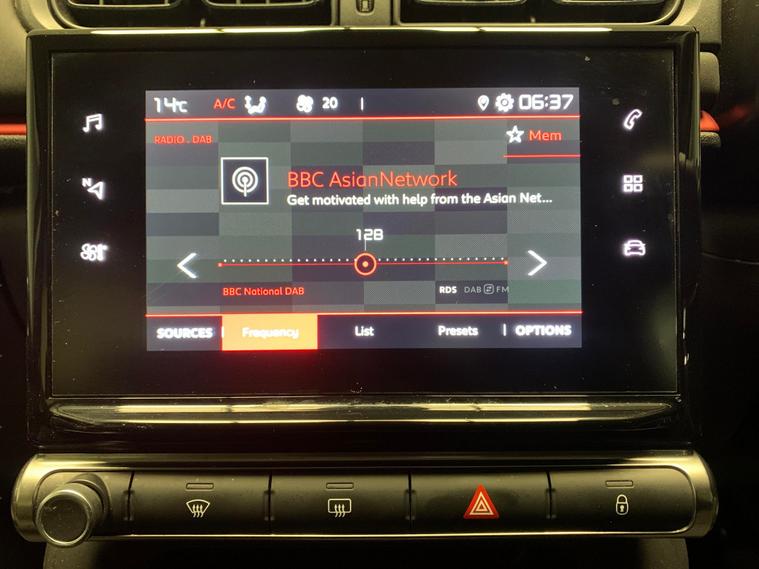 14°C A/C 20 06:37
RADIO . DAB
Mem
BBC AsianNetwork
Get motivated with help from the Asian Net...
12B
BBC National DAB
RDS DAB FM
N
SOURCES Frequency List Presets OPTIONS